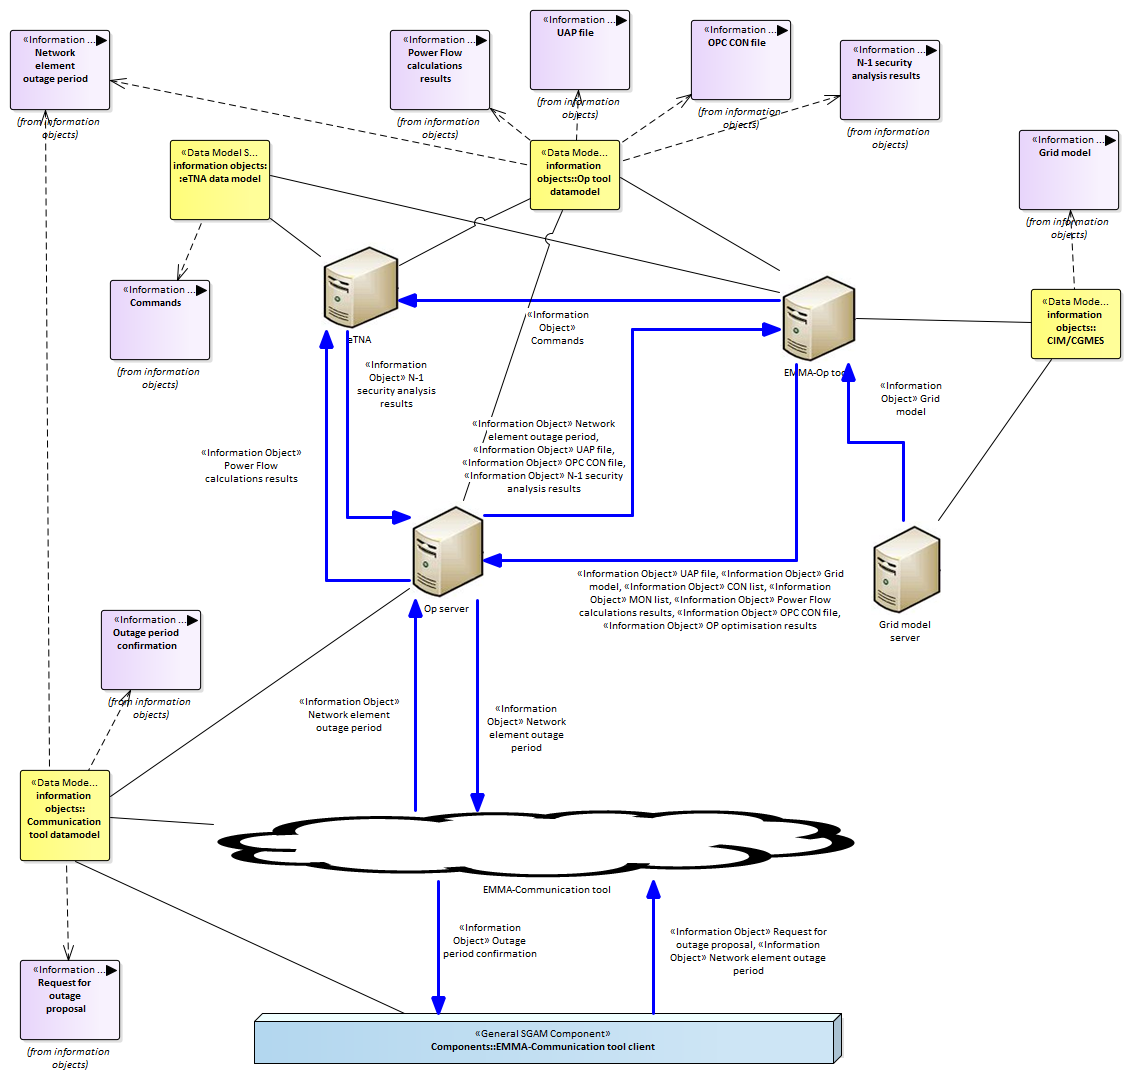 «Information ...
Network
element
outage period
(from information
objects)
«Information ...
Power Flow
calculations
results
(from information
objects)
«Information ...
UAP file
(from information
objects)
«Information ...
OPC CON file
(from information
objects)
«Information ...
N-1 security
analysis results
(from information
objects)
«Information ...
Grid model
(from information
objects)
«Data Model S...
information objects:
:eTNA data model
«Data Mode...
information
objects::Op tool
datamodel
«Information ...
Commands
(from information
objects)
«Data Mode...
information
objects::
CIM/CGMES
eTNA
«Information
Object»
Commands
EMMA-Op tool
«Information
Object» N-1
security analysis
results
«Information
Object» Grid
model
«Information Object»
Power Flow
calculations results
«Information Object» Network
element outage period,
«Information Object» UAP file,
«Information Object» OPC CON file,
«Information Object» N-1 security
analysis results
Op server
«Information Object» UAP file, «Information Object» Grid
model, «Information Object» CON list, «Information
Object» MON list, «Information Object» Power Flow
calculations results, «Information Object» OPC CON file,
«Information Object» OP optimisation results
Grid model
server
«Information ...
Outage period
confirmation
(from information
objects)
«Information Object»
Network element
outage period
«Information
Object» Network
element outage
period
«Data Mode...
information
objects::
Communication
tool datamodel
EMMA-Communication tool
«Information
Object» Outage
period confirmation
«Information Object» Request for
outage proposal, «Information
Object» Network element outage
period
«Information ...
Request for
outage
proposal
(from information
objects)
«General SGAM Component»
Components::EMMA-Communication tool client